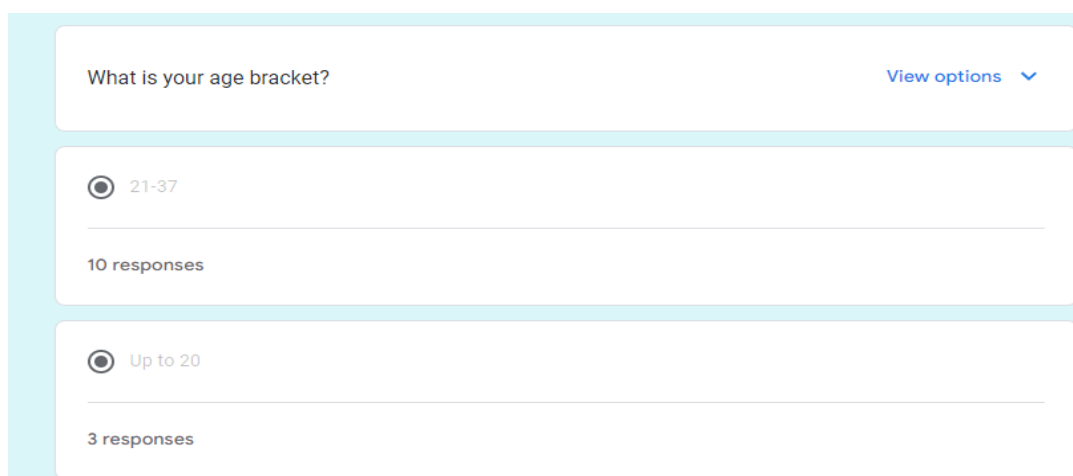 What is your age bracket?
View options
21-37
10 responses
Up to 20
3 responses